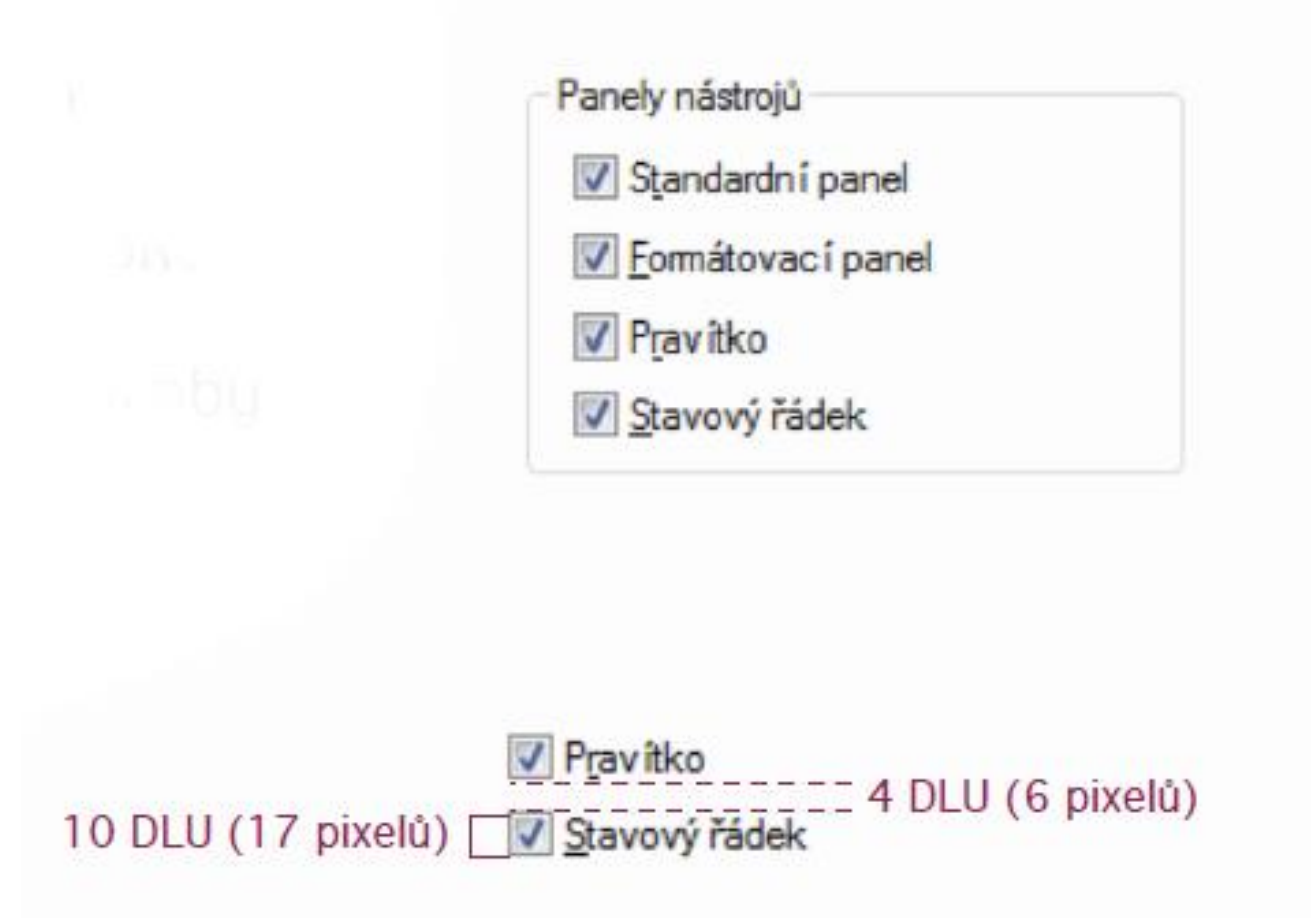 Panely nástrojů
Standardní panel
Formátovací panel
Pravítko
Stavový řádek
Pravítko
4 DLU (6 pixelů)
10 DLU (17 pixelů)
Stavový řádek